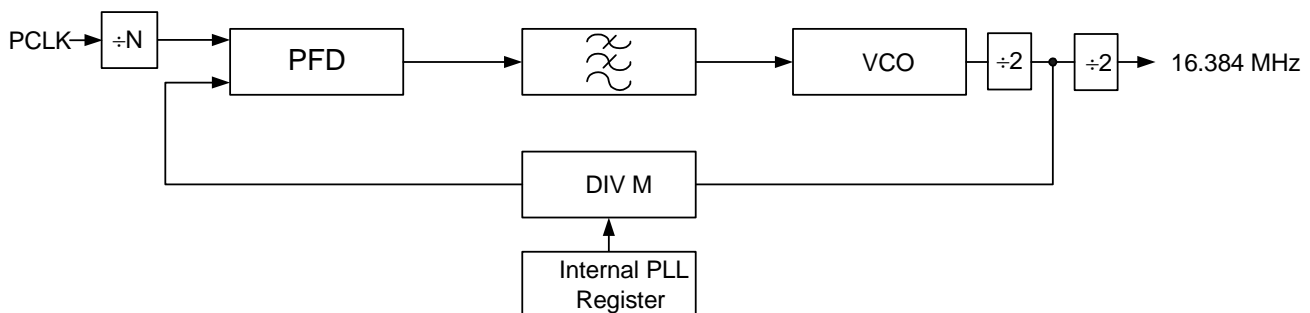 PCLK
÷N
PFD
VCO
÷2
÷2
16.384 MHz
DIV M
Internal PLL
Register